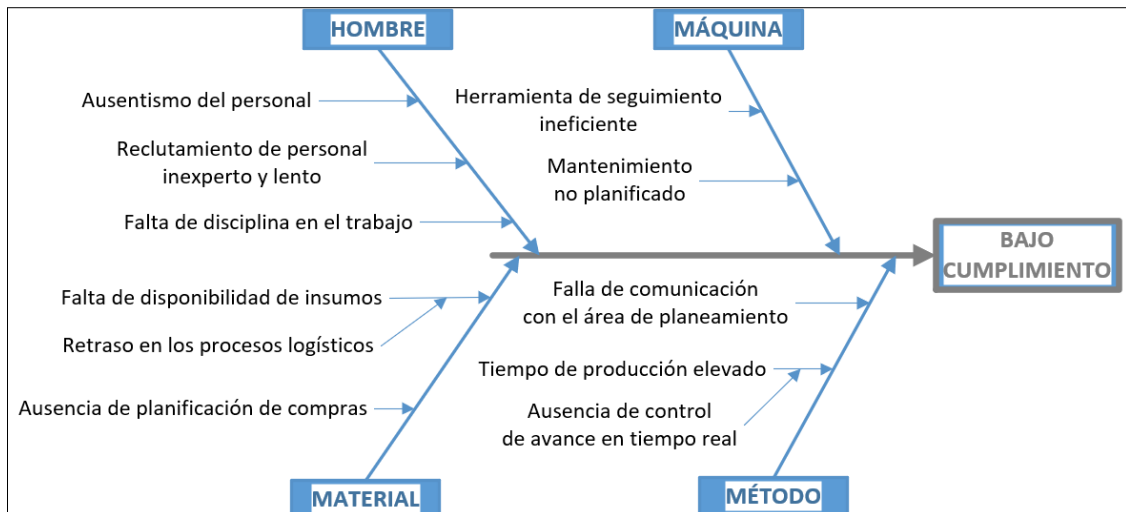 HOMBRE
MÁQUINA
Ausentismo del personal
Reclutamiento de personal
inexperto y lento
Falta de disciplina en el trabajo
Herramienta de seguimiento
ineficiente
Mantenimiento
no planificado
BAJO
CUMPLIMIENTO
Falta de disponibilidad de insumos
Retraso en los procesos logísticos
Ausencia de planificación de compras
Falla de comunicación
con el área de planeamiento
Tiempo de producción elevado
Ausencia de control
de avance en tiempo real
MATERIAL
MÉTODO